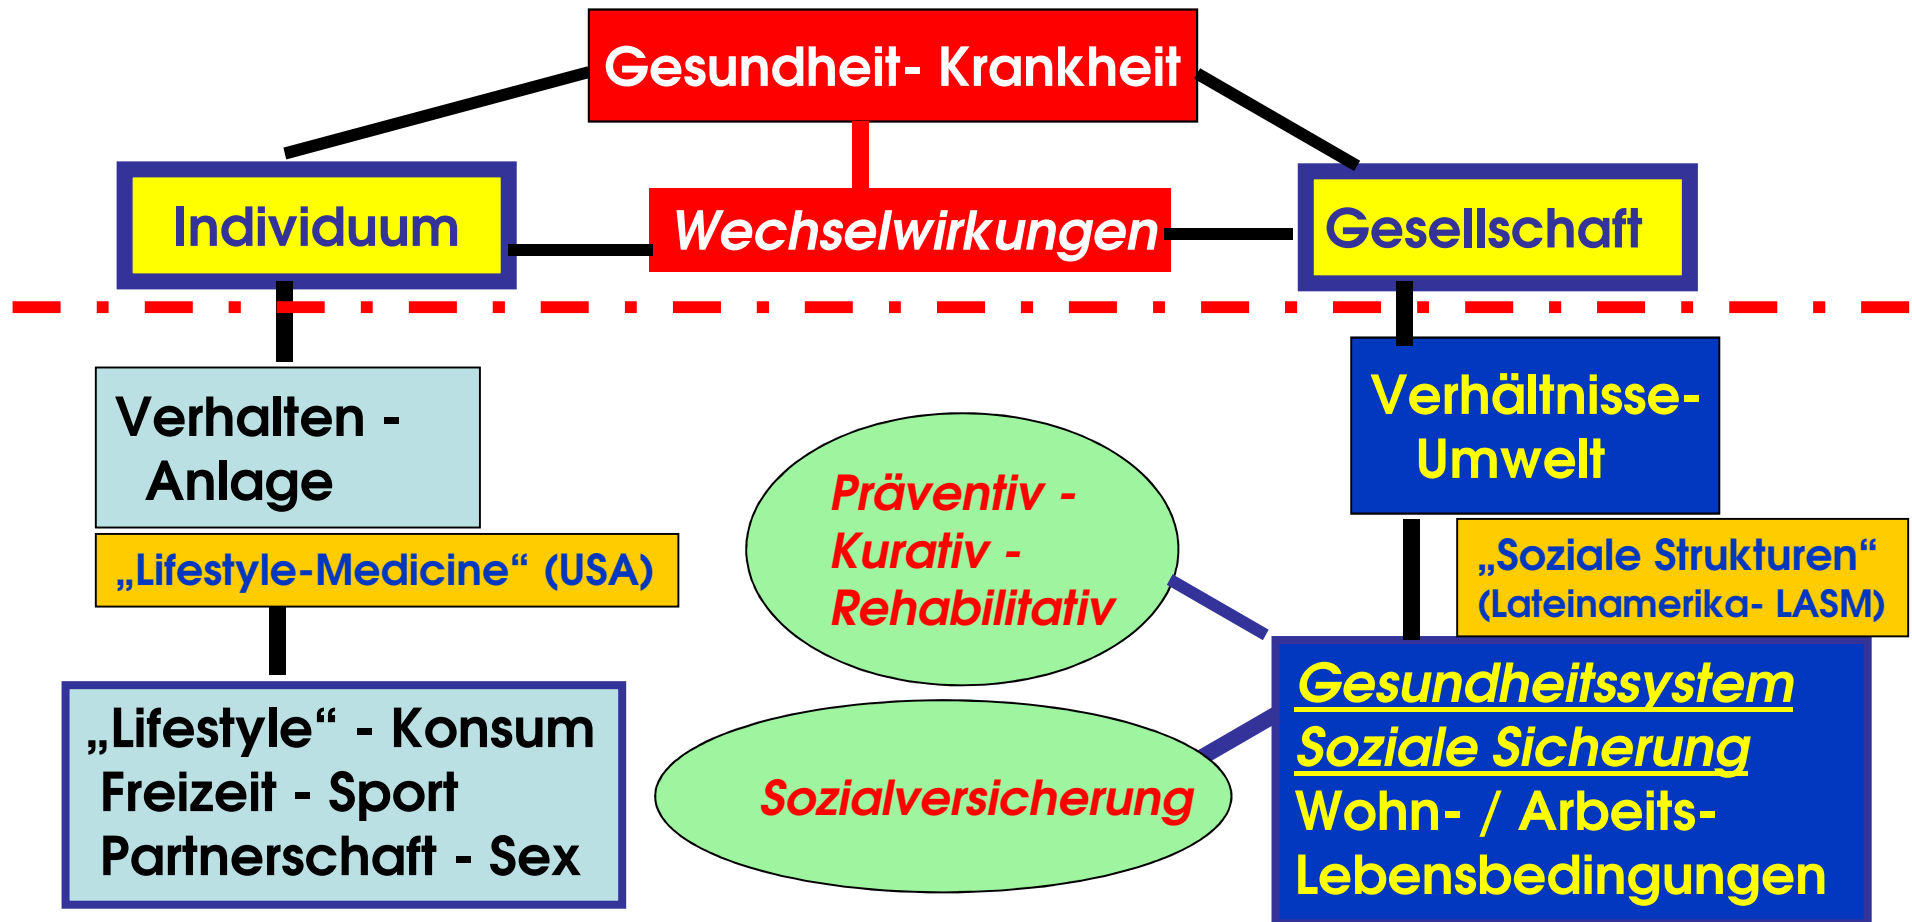 Gesundheit- Krankheit
Individuum
Wechselwirkungen
Gesellschaft
Verhalten -
Anlage
„Lifestyle-Medicine“ (USA)
„Lifestyle“ - Konsum
Freizeit - Sport
Partnerschaft - Sex
Präventiv -
Kurativ -
Rehabilitativ
Sozialversicherung
Verhältnisse-
Umwelt
„Soziale Strukturen“
(Lateinamerika- LASM)
Gesundheitssystem
Soziale Sicherung
Wohn- / Arbeits-
Lebensbedingungen